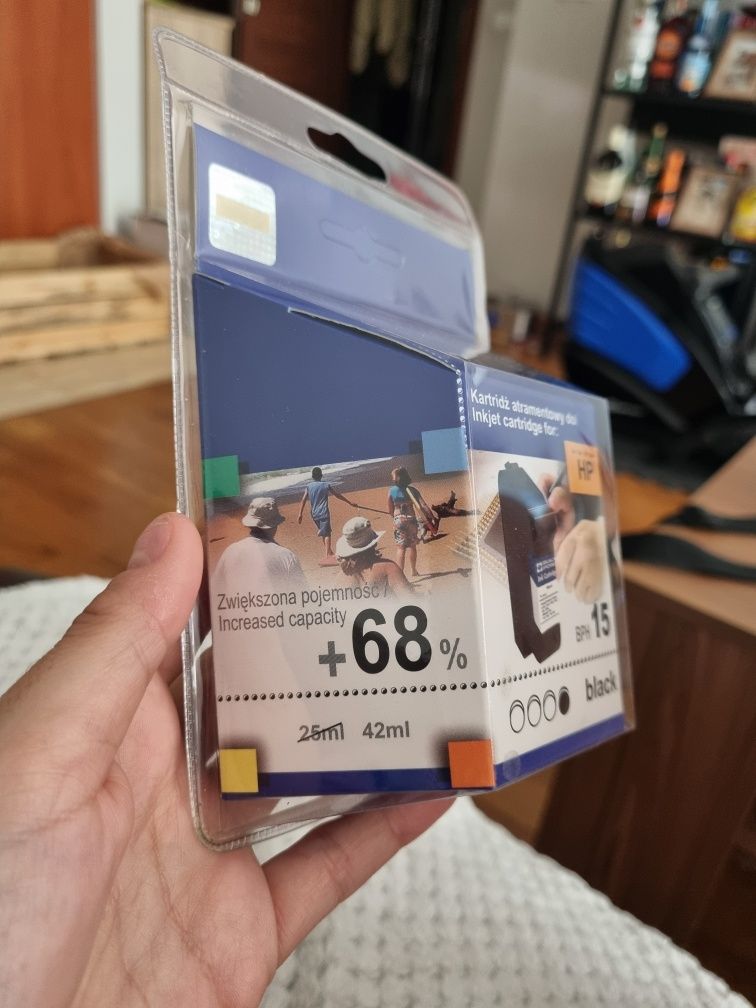 Zwiększona pojemność /
Increased capacity
+68 %
25ml 42ml
Kartridż atramentowy do:
Inkjet cartridge for:
HP
BPH 15
black